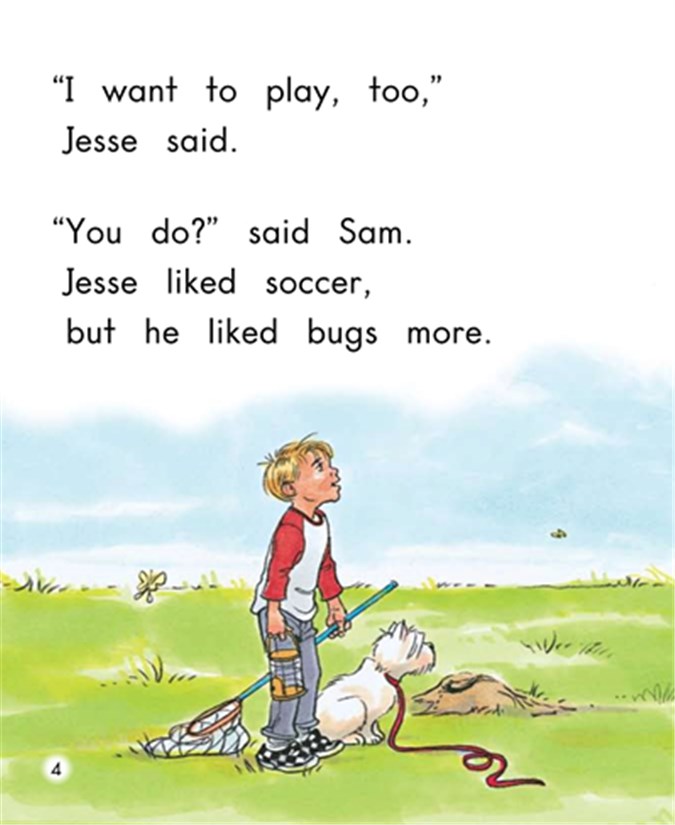 “I want to play, too,”
Jesse said.
“You do?” said Sam.
Jesse liked soccer,
but he liked bugs more.
4